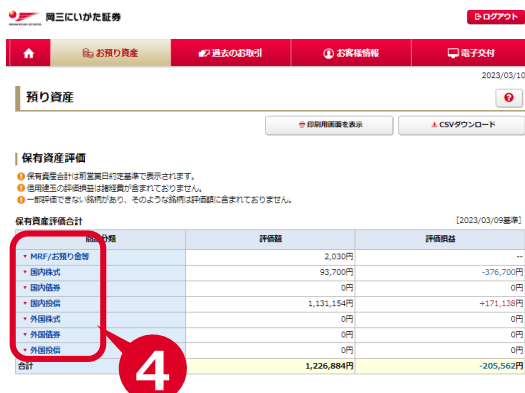 岡三にいがた証券
ログアウト
お預り資産
過去のお取引
お客様情報
電子交付
2023/03/10
預り資産
?
印刷用画面を表示
CSVダウンロード
保有資産評価
保有資産合計は前営業日約定基準で表示されます。
信用建玉の評価損益は諸経費が含まれておりません。
一部評価できない銘柄があり、そのような銘柄は評価額に含まれておりません。
保有資産評価合計 [2023/03/09基準]
商品分類 評価額 評価損益
MRF/お預り金等 2,030円 --
国内株式 93,700円 -376,700円
国内債券 0円 0円
国内投信 1,131,154円 +171,138円
外国株式 0円 0円
外国債券 0円 0円
外国投信 0円 0円
合計 1,226,884円 -205,562円
4